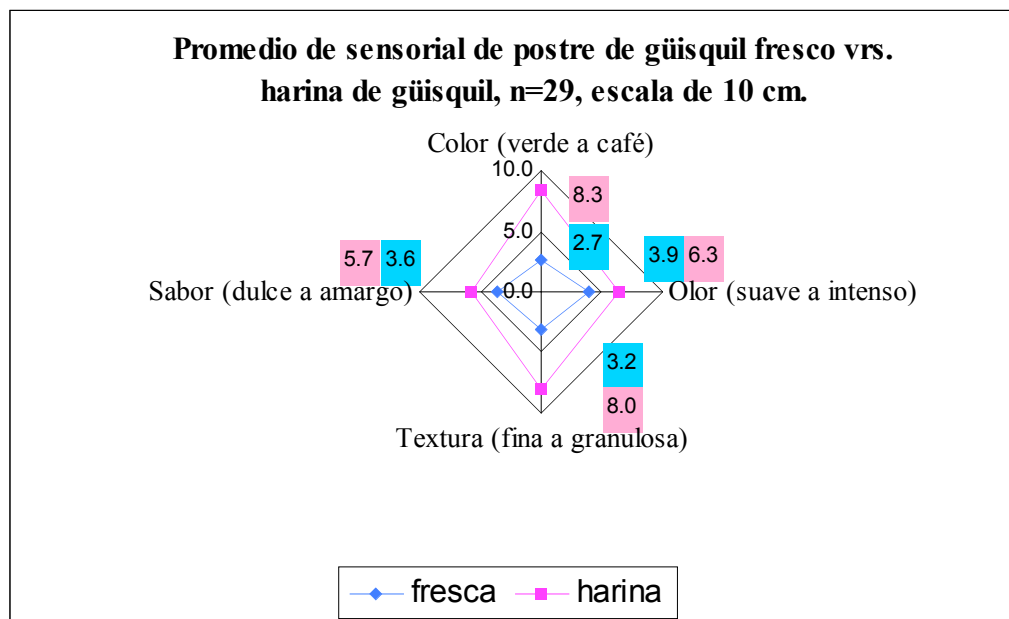 Promedio de sensorial de postre de güisquil fresco vrs.
harina de güisquil, n=29, escala de 10 cm.
Color (verde a café)
10.0
8.3
5.0
2.7
5.7 3.6
3.9 6.3
Sabor (dulce a amargo)
0.0
Olor (suave a intenso)
3.2
8.0
Textura (fina a granulosa)
fresca harina